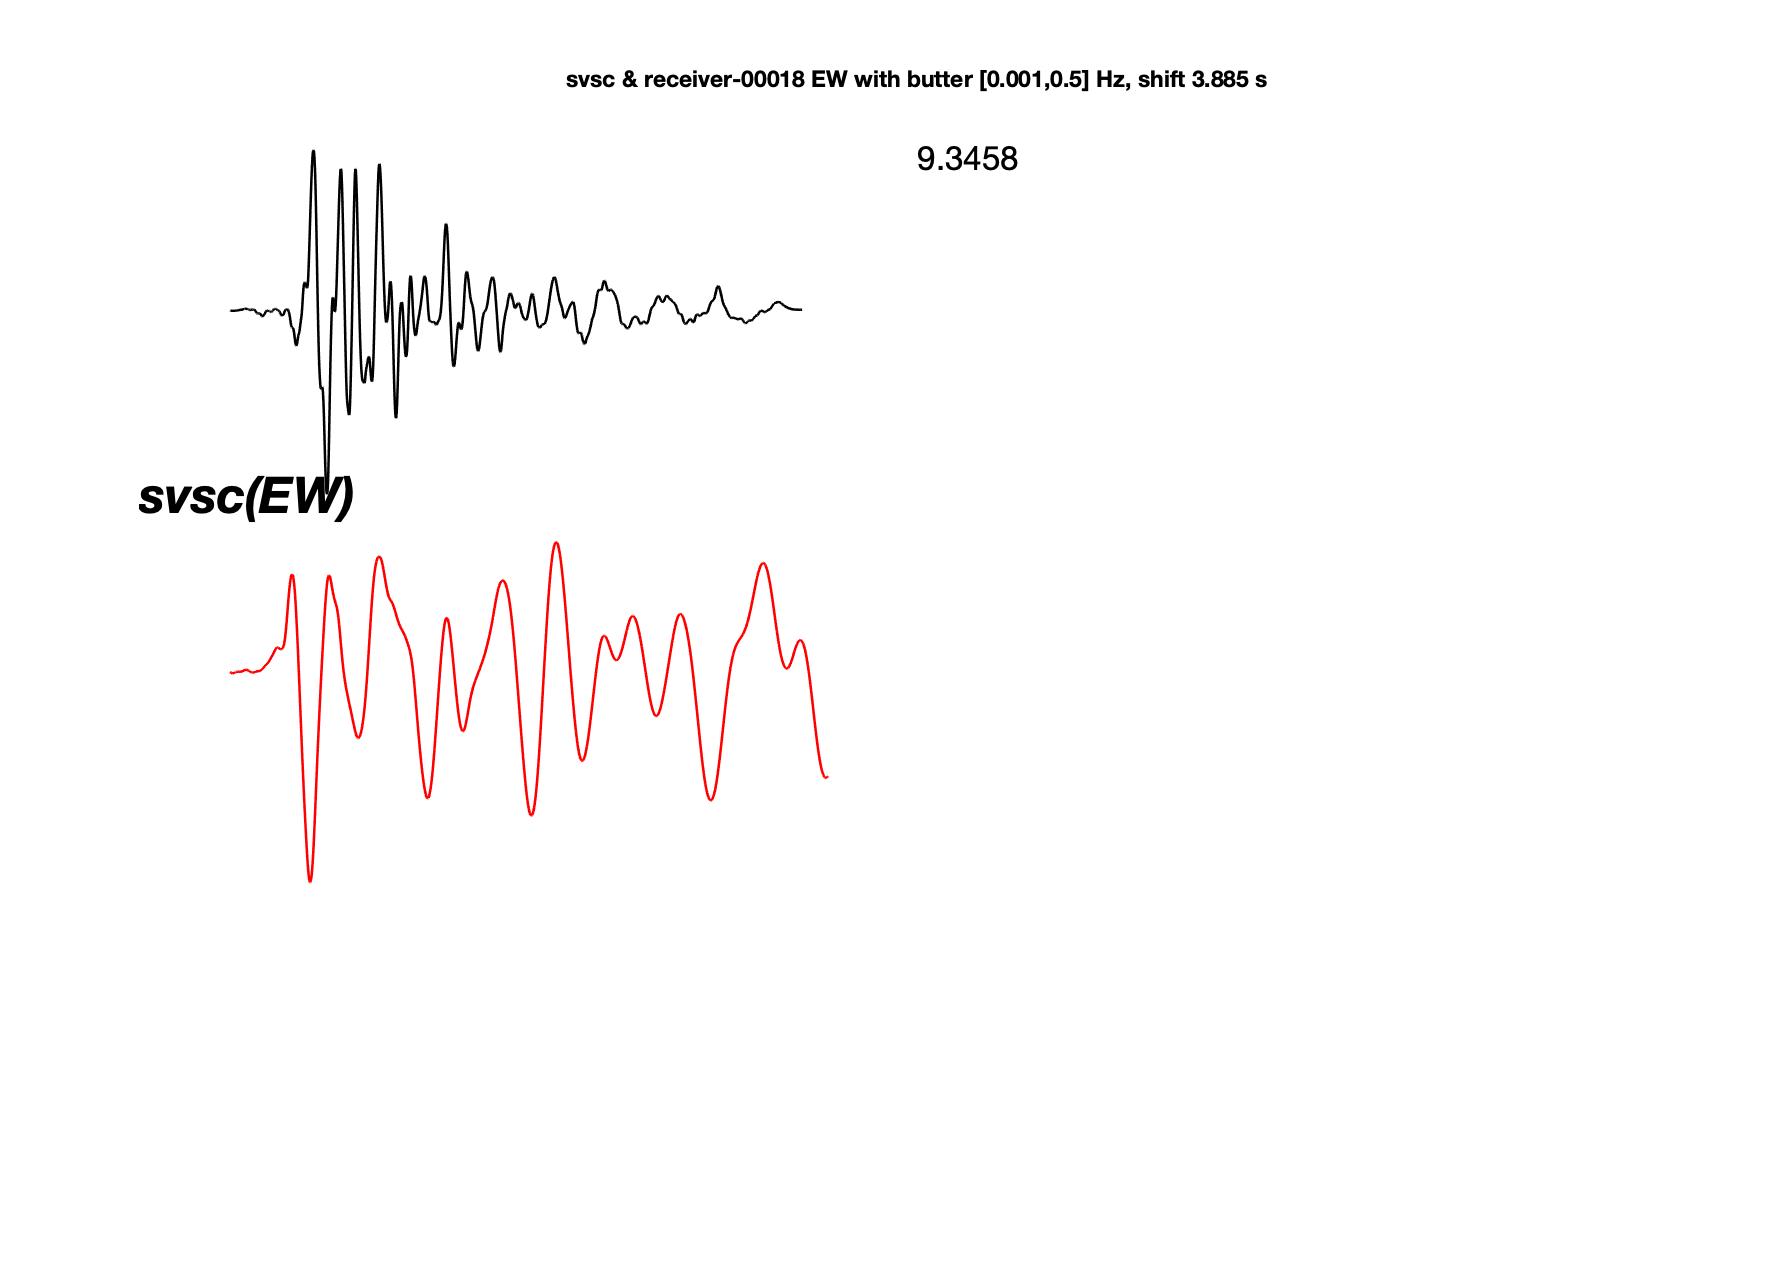 svsc & receiver-00018 EW with butter [0.001,0.5] Hz, shift 3.885 s
9.3458
svsc(EW)